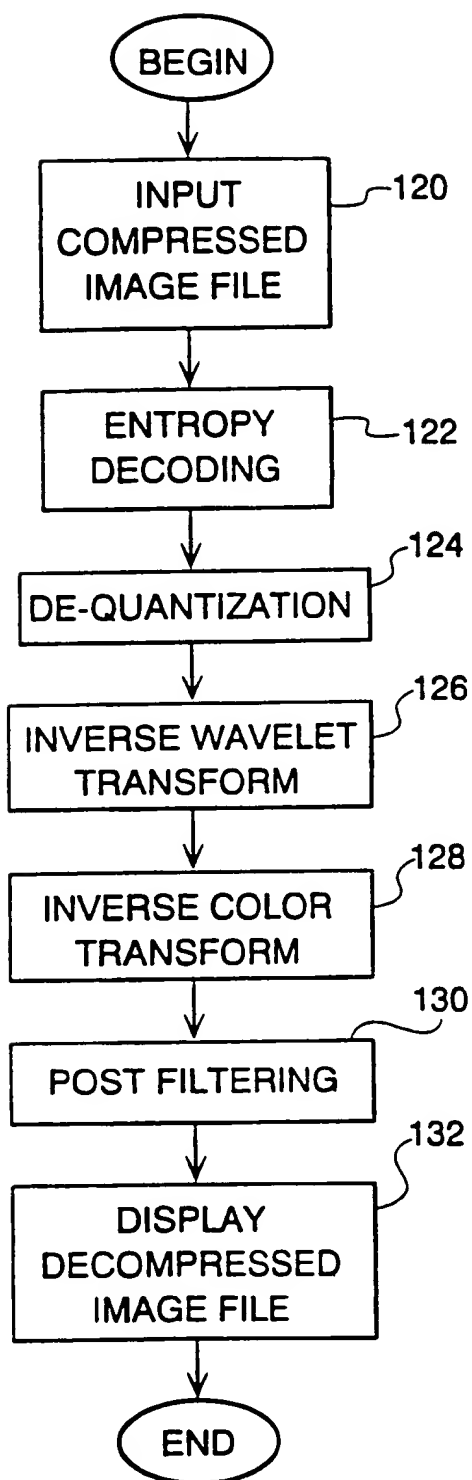 BEGIN
INPUT
COMPRESSED
IMAGE FILE
120
ENTROPY
DECODING
122
DE-QUANTIZATION
124
INVERSE WAVELET
TRANSFORM
126
INVERSE COLOR
TRANSFORM
128
POST FILTERING
130
DISPLAY
DECOMPRESSED
IMAGE FILE
132
END